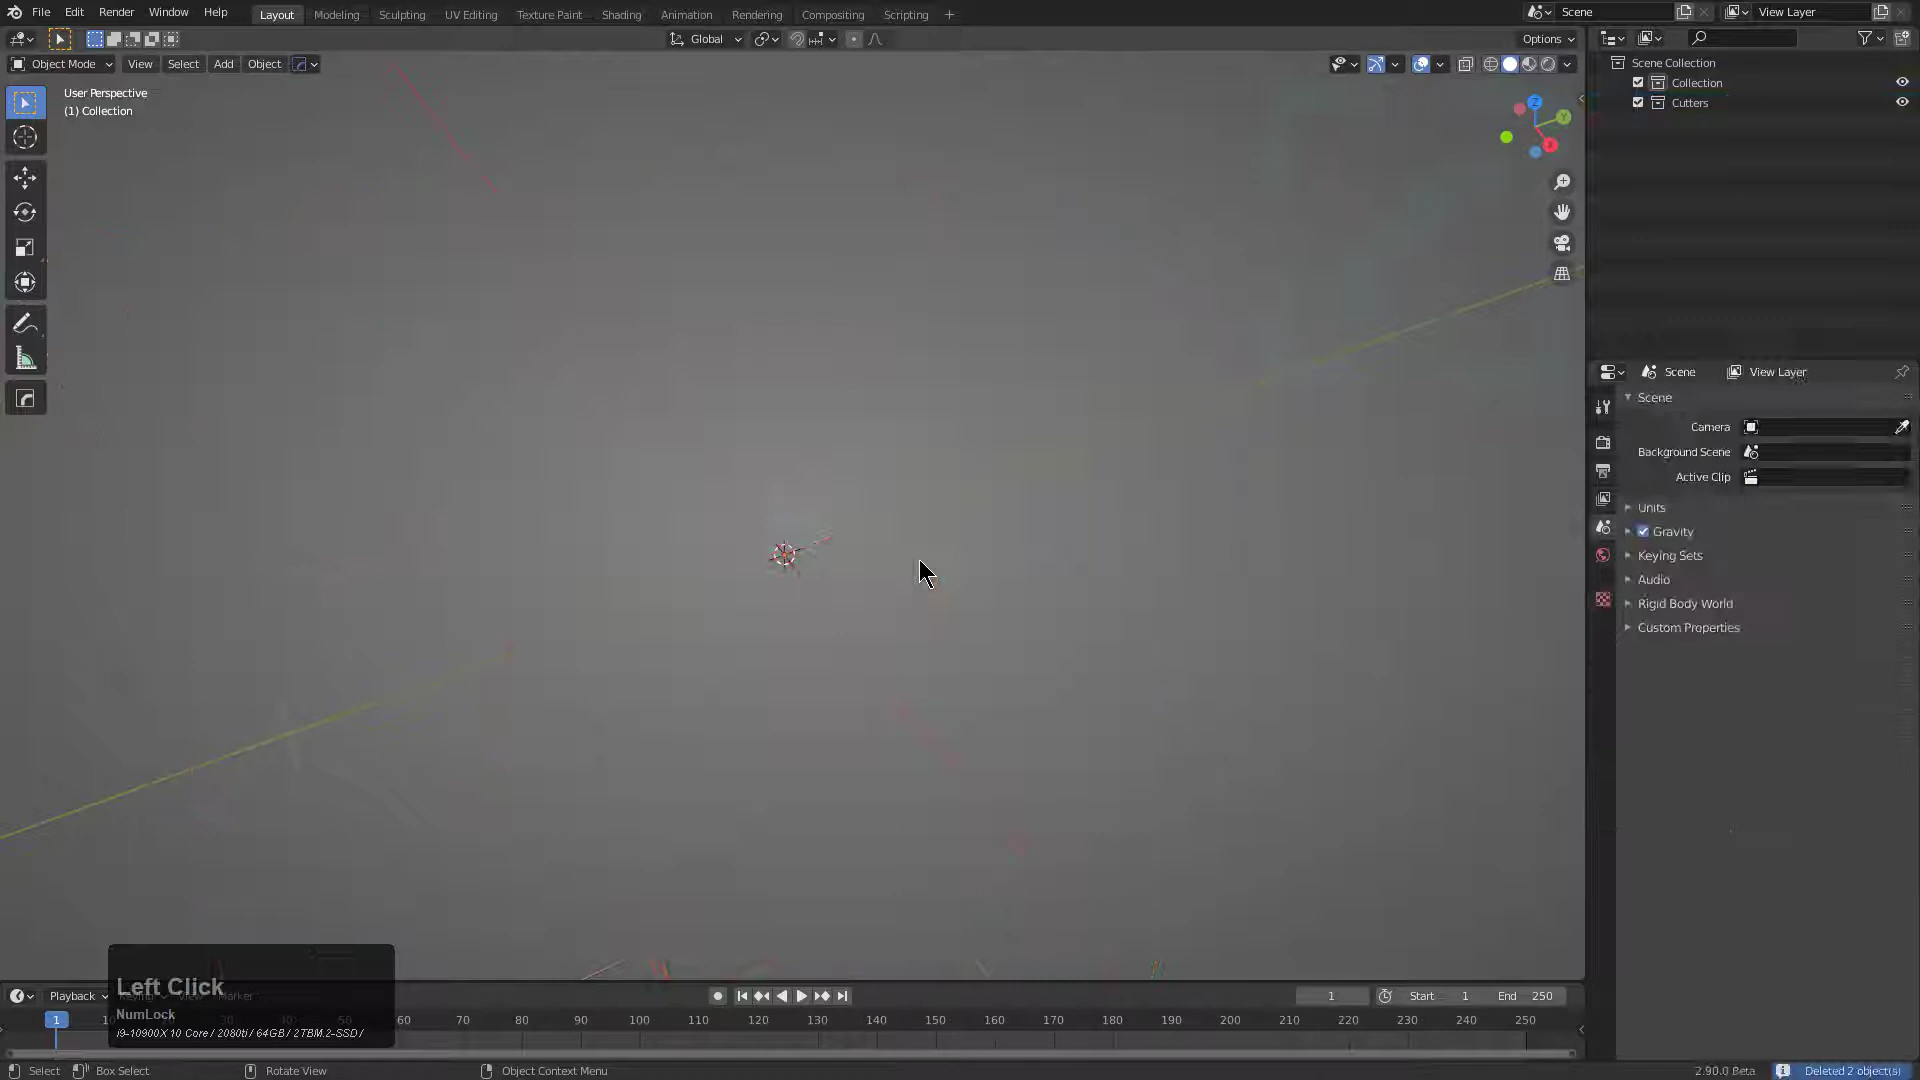 File Edit Render Window Help
Layout Modeling Sculpting UV Editing Texture Paint Shading Animation Rendering Compositing Scripting +
Scene
View Layer
Global
Options
Object Mode View Select Add Object
User Perspective
(1) Collection
Z
Y
X
Scene Collection
Collection
Cutters
Scene View Layer
Scene
Camera
Background Scene
Active Clip
Units
Gravity
Keying Sets
Audio
Rigid Body World
Custom Properties
Left Click
NumLock
i9-10900X 10 Core / 2080ti / 64GB / 2TBM.2-SSD /
Playback Keying View Marker
1 Start 1 End 250
1 10 30 40 50 60 70 80 90 100 110 120 130 140 150 160 170 180 190 200 210 220 230 240 250
Select Box Select Rotate View Object Context Menu
2.90.0 Beta Deleted 2 object(s)